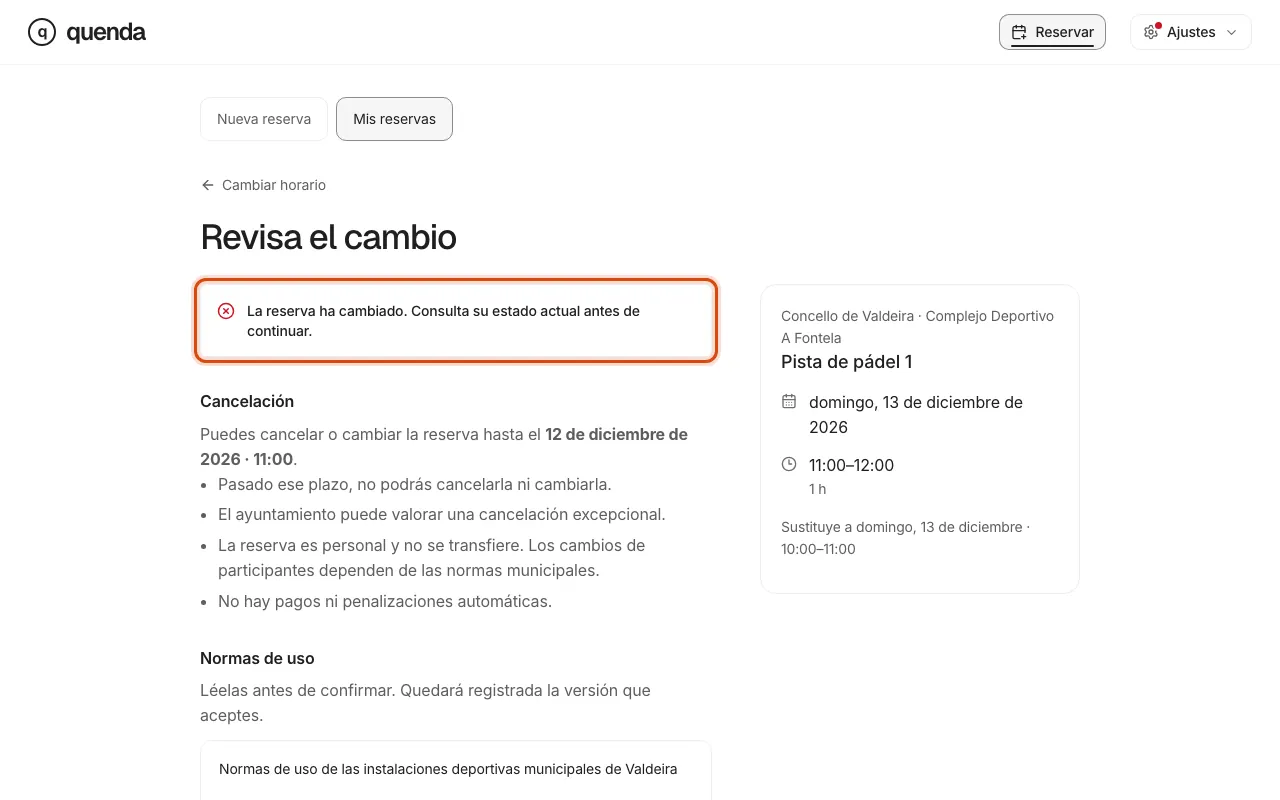 q quenda
Reservar
Ajustes
Nueva reserva
Mis reservas
Cambiar horario
Revisa el cambio
La reserva ha cambiado. Consulta su estado actual antes de
continuar.
Cancelación
Puedes cancelar o cambiar la reserva hasta el 12 de diciembre de
2026 · 11:00.
• Pasado ese plazo, no podrás cancelarla ni cambiarla.
• El ayuntamiento puede valorar una cancelación excepcional.
• La reserva es personal y no se transfiere. Los cambios de
participantes dependen de las normas municipales.
• No hay pagos ni penalizaciones automáticas.
Normas de uso
Léelas antes de confirmar. Quedará registrada la versión que
aceptes.
Normas de uso de las instalaciones deportivas municipales de Valdeira
Concello de Valdeira · Complejo Deportivo
A Fontela
Pista de pádel 1
domingo, 13 de diciembre de
2026
11:00–12:00
1 h
Sustituye a domingo, 13 de diciembre ·
10:00–11:00